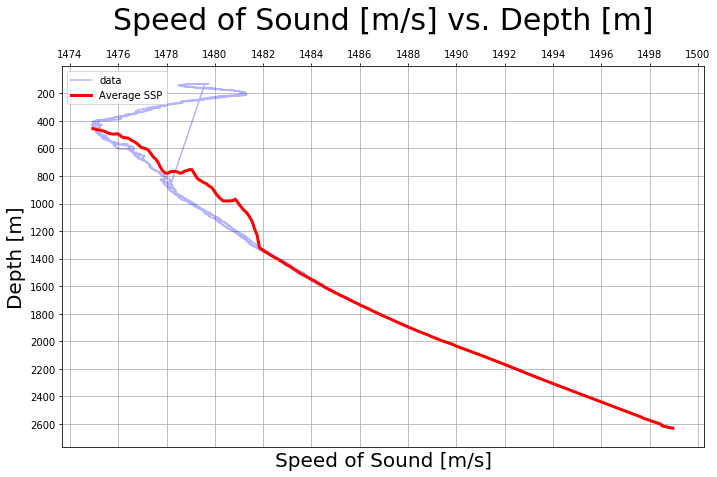 Speed of Sound [m/s] vs. Depth [m]
1474 1476 1478 1480 1482 1484 1486 1488 1490 1492 1494 1496 1498 1500
data
Average SSP
200
400
600
800
1000
1200
1400
1600
1800
2000
2200
2400
2600
Depth [m]
Speed of Sound [m/s]